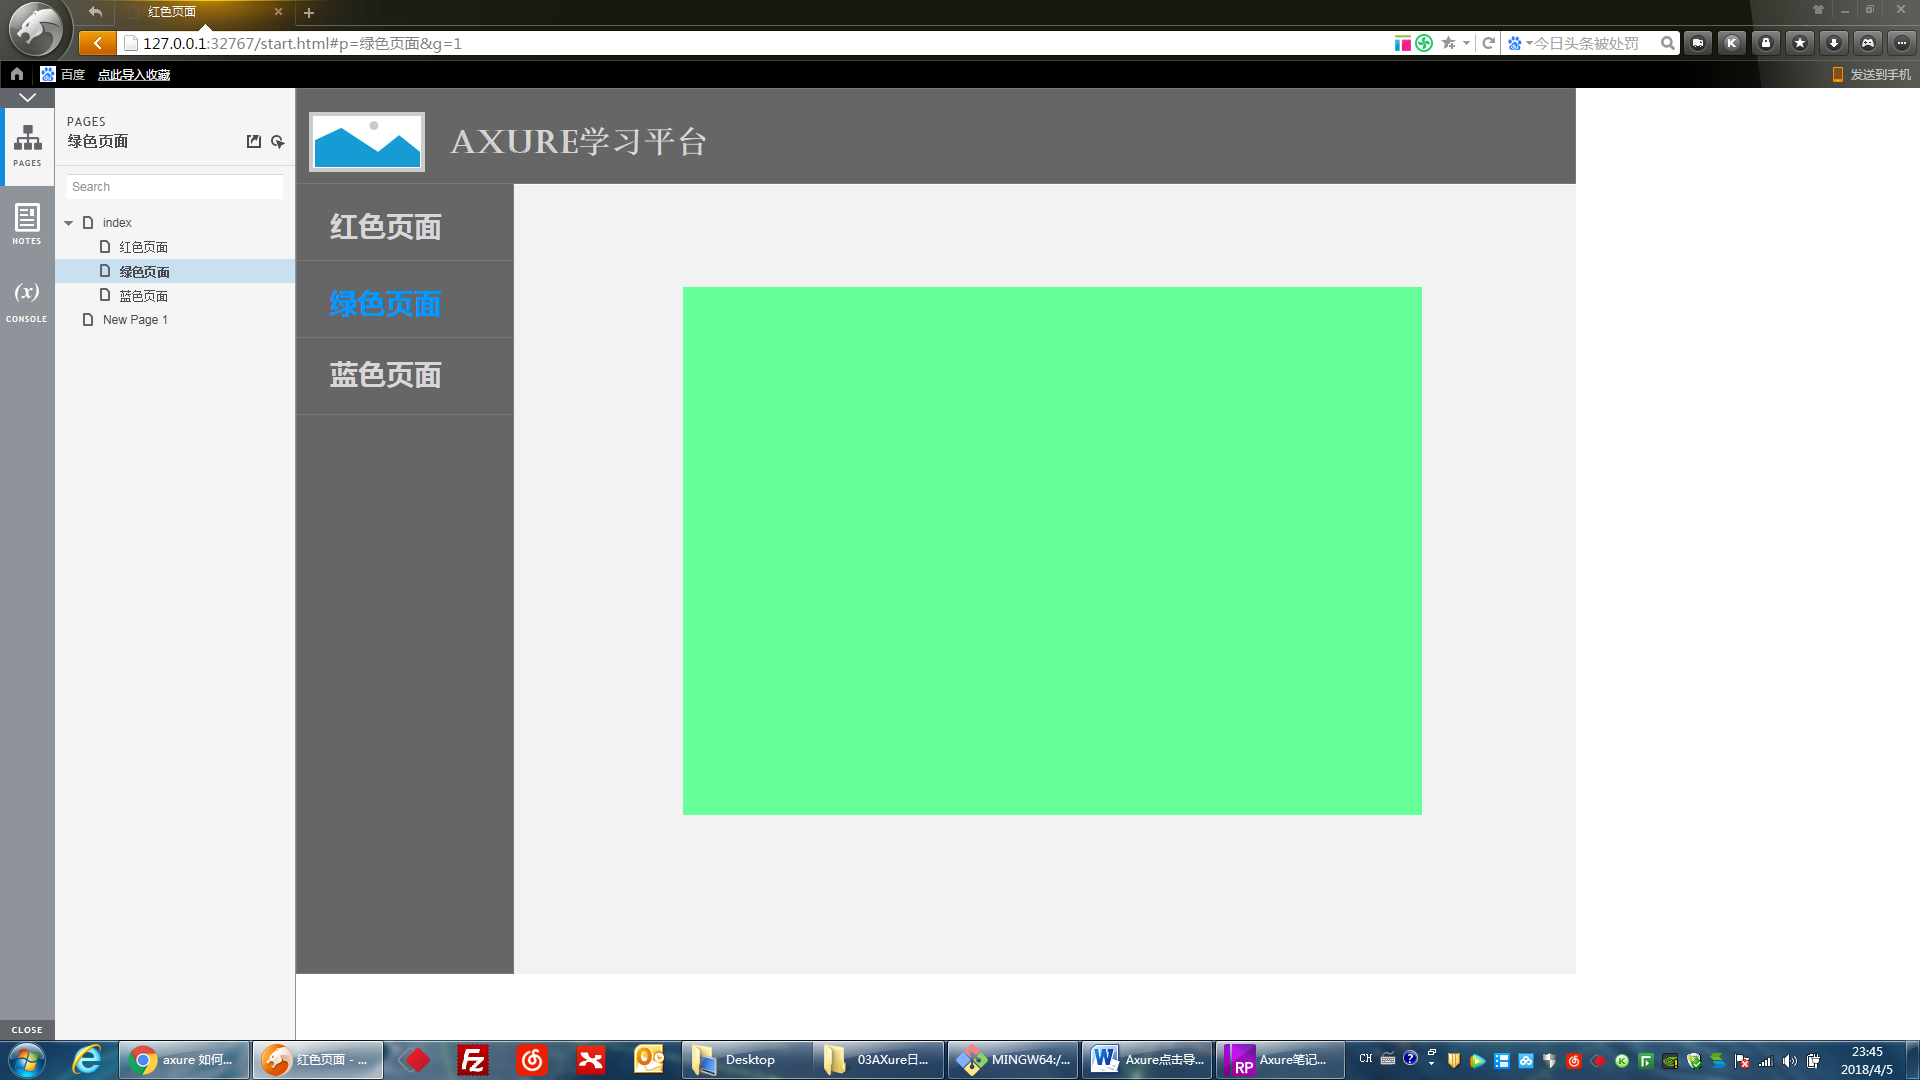 红色页面
127.0.0.1:32767/start.html#p=绿色页面&g=1
今日头条被处罚
百度
点此导入收藏
发送到手机
PAGES
绿色页面
PAGES
Search
NOTES
index
红色页面
绿色页面
蓝色页面
New Page 1
(x)
CONSOLE
AXURE学习平台
红色页面
绿色页面
蓝色页面
CLOSE
axure 如何...
红色页面 - ...
Desktop
03AXure日...
MINGW64:/...
Axure点击导...
Axure笔记...
CH
23:45
2018/4/5